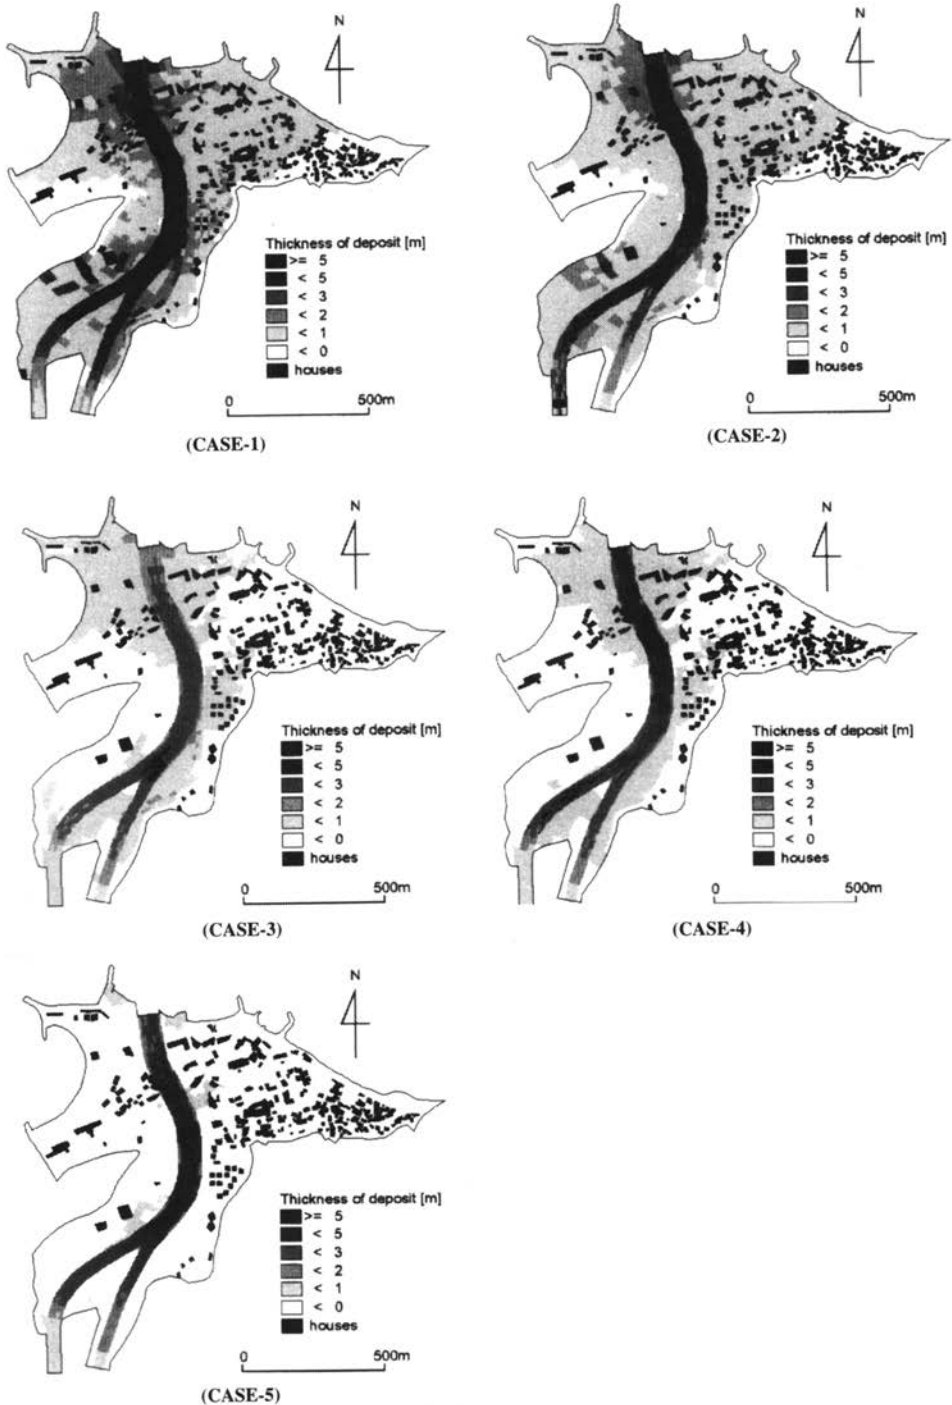 N
Thickness of deposit [m]
>= 5
< 5
< 3
< 2
< 1
< 0
houses
0 500m
(CASE-1)
N
Thickness of deposit [m]
>= 5
< 5
< 3
< 2
< 1
< 0
houses
0 500m
(CASE-2)
N
Thickness of deposit [m]
>= 5
< 5
< 3
< 2
< 1
< 0
houses
0 500m
(CASE-3)
N
Thickness of deposit [m]
>= 5
< 5
< 3
< 2
< 1
< 0
houses
0 500m
(CASE-4)
N
Thickness of deposit [m]
>= 5
< 5
< 3
< 2
< 1
< 0
houses
0 500m
(CASE-5)